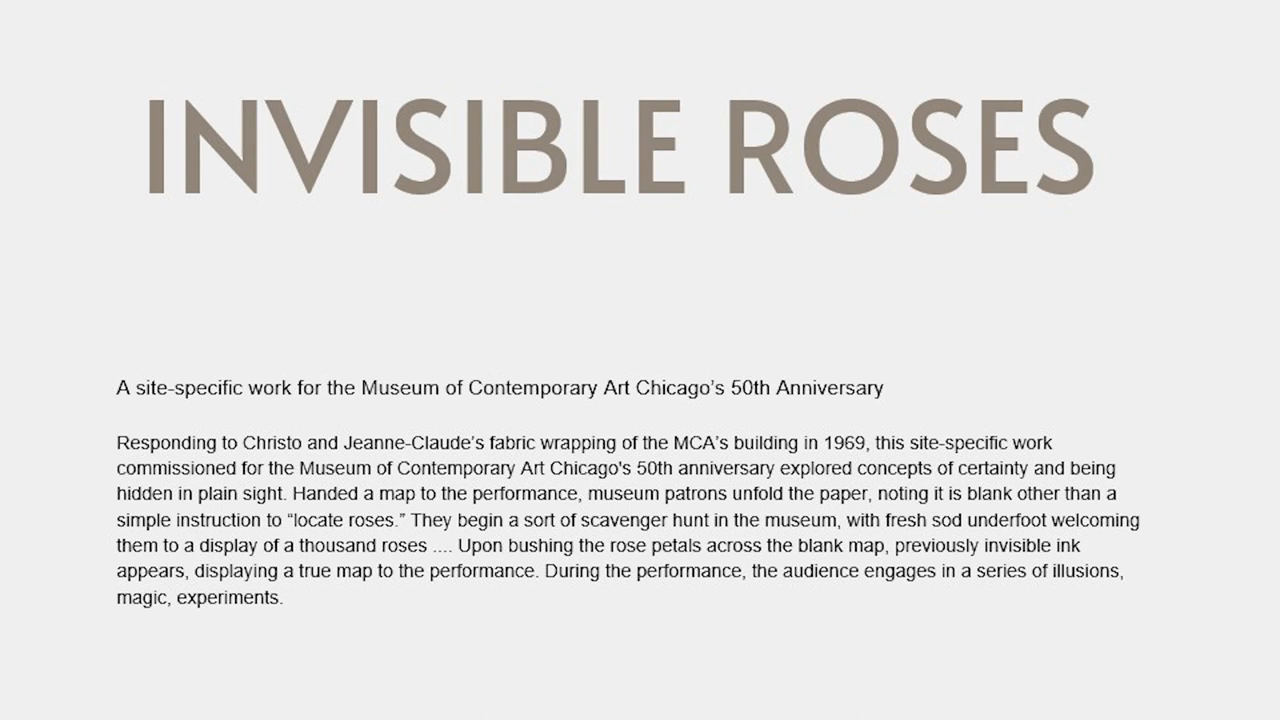 INVISIBLE ROSES
A site-specific work for the Museum of Contemporary Art Chicago’s 50th Anniversary
Responding to Christo and Jeanne-Claude’s fabric wrapping of the MCA’s building in 1969, this site-specific work
commissioned for the Museum of Contemporary Art Chicago's 50th anniversary explored concepts of certainty and being
hidden in plain sight. Handed a map to the performance, museum patrons unfold the paper, noting it is blank other than a
simple instruction to “locate roses.” They begin a sort of scavenger hunt in the museum, with fresh sod underfoot welcoming
them to a display of a thousand roses .... Upon bushing the rose petals across the blank map, previously invisible ink
appears, displaying a true map to the performance. During the performance, the audience engages in a series of illusions,
magic, experiments.